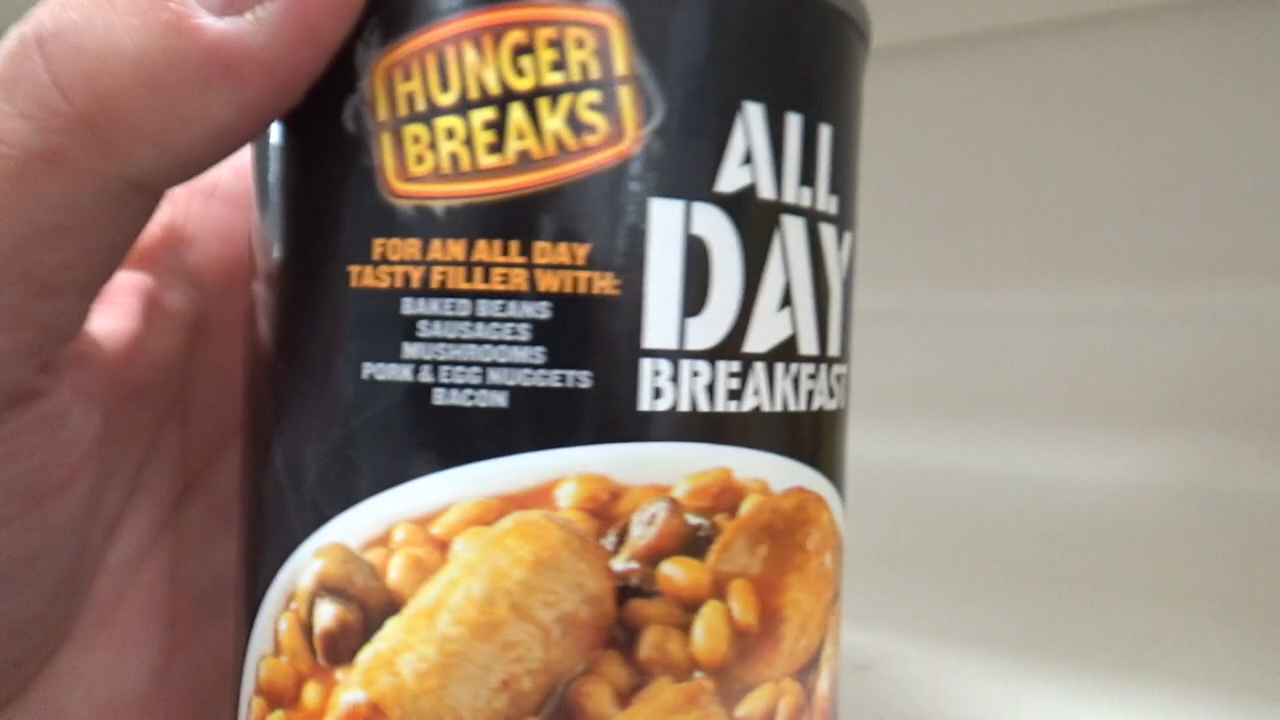 HUNGER
BREAKS
FOR AN ALL DAY
TASTY FILLER WITH:
BAKED BEANS
SAUSAGES
MUSHROOMS
PORK & EGG NUGGETS
BACON
ALL
DAY
BREAKFAST